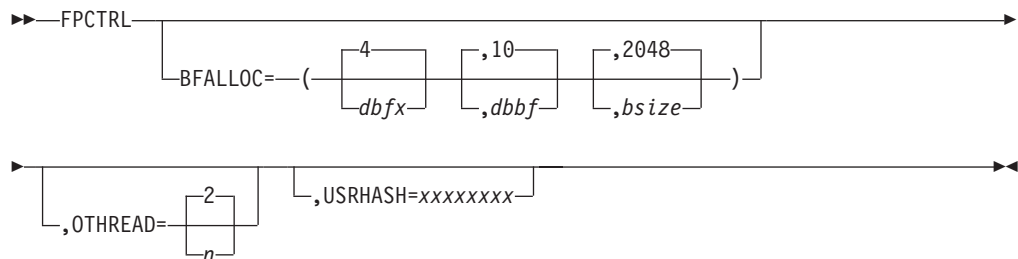 FPCTRL
4 ,10 ,2048
BFALLOC= ( dbfx ,dbbf ,bsize )
2 ,USRHASH=xxxxxxxx
,OTHREAD=
n